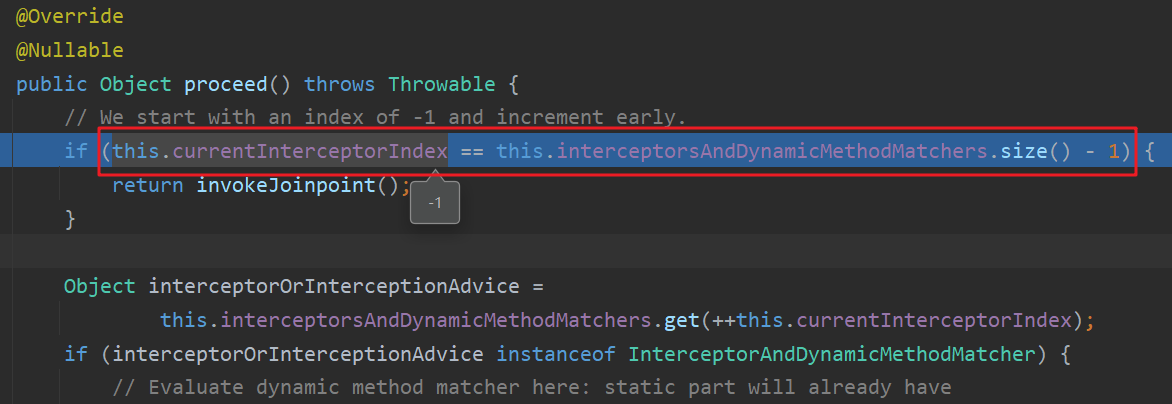 @Override
@Nullable
public Object proceed() throws Throwable {
// We start with an index of -1 and increment early.
if (this.currentInterceptorIndex == this.interceptorsAndDynamicMethodMatchers.size() - 1) {
return invokeJoinpoint();
-1
}
Object interceptorOrInterceptionAdvice =
this.interceptorsAndDynamicMethodMatchers.get(++this.currentInterceptorIndex);
if (interceptorOrInterceptionAdvice instanceof InterceptorAndDynamicMethodMatcher) {
// Evaluate dynamic method matcher here: static part will already have